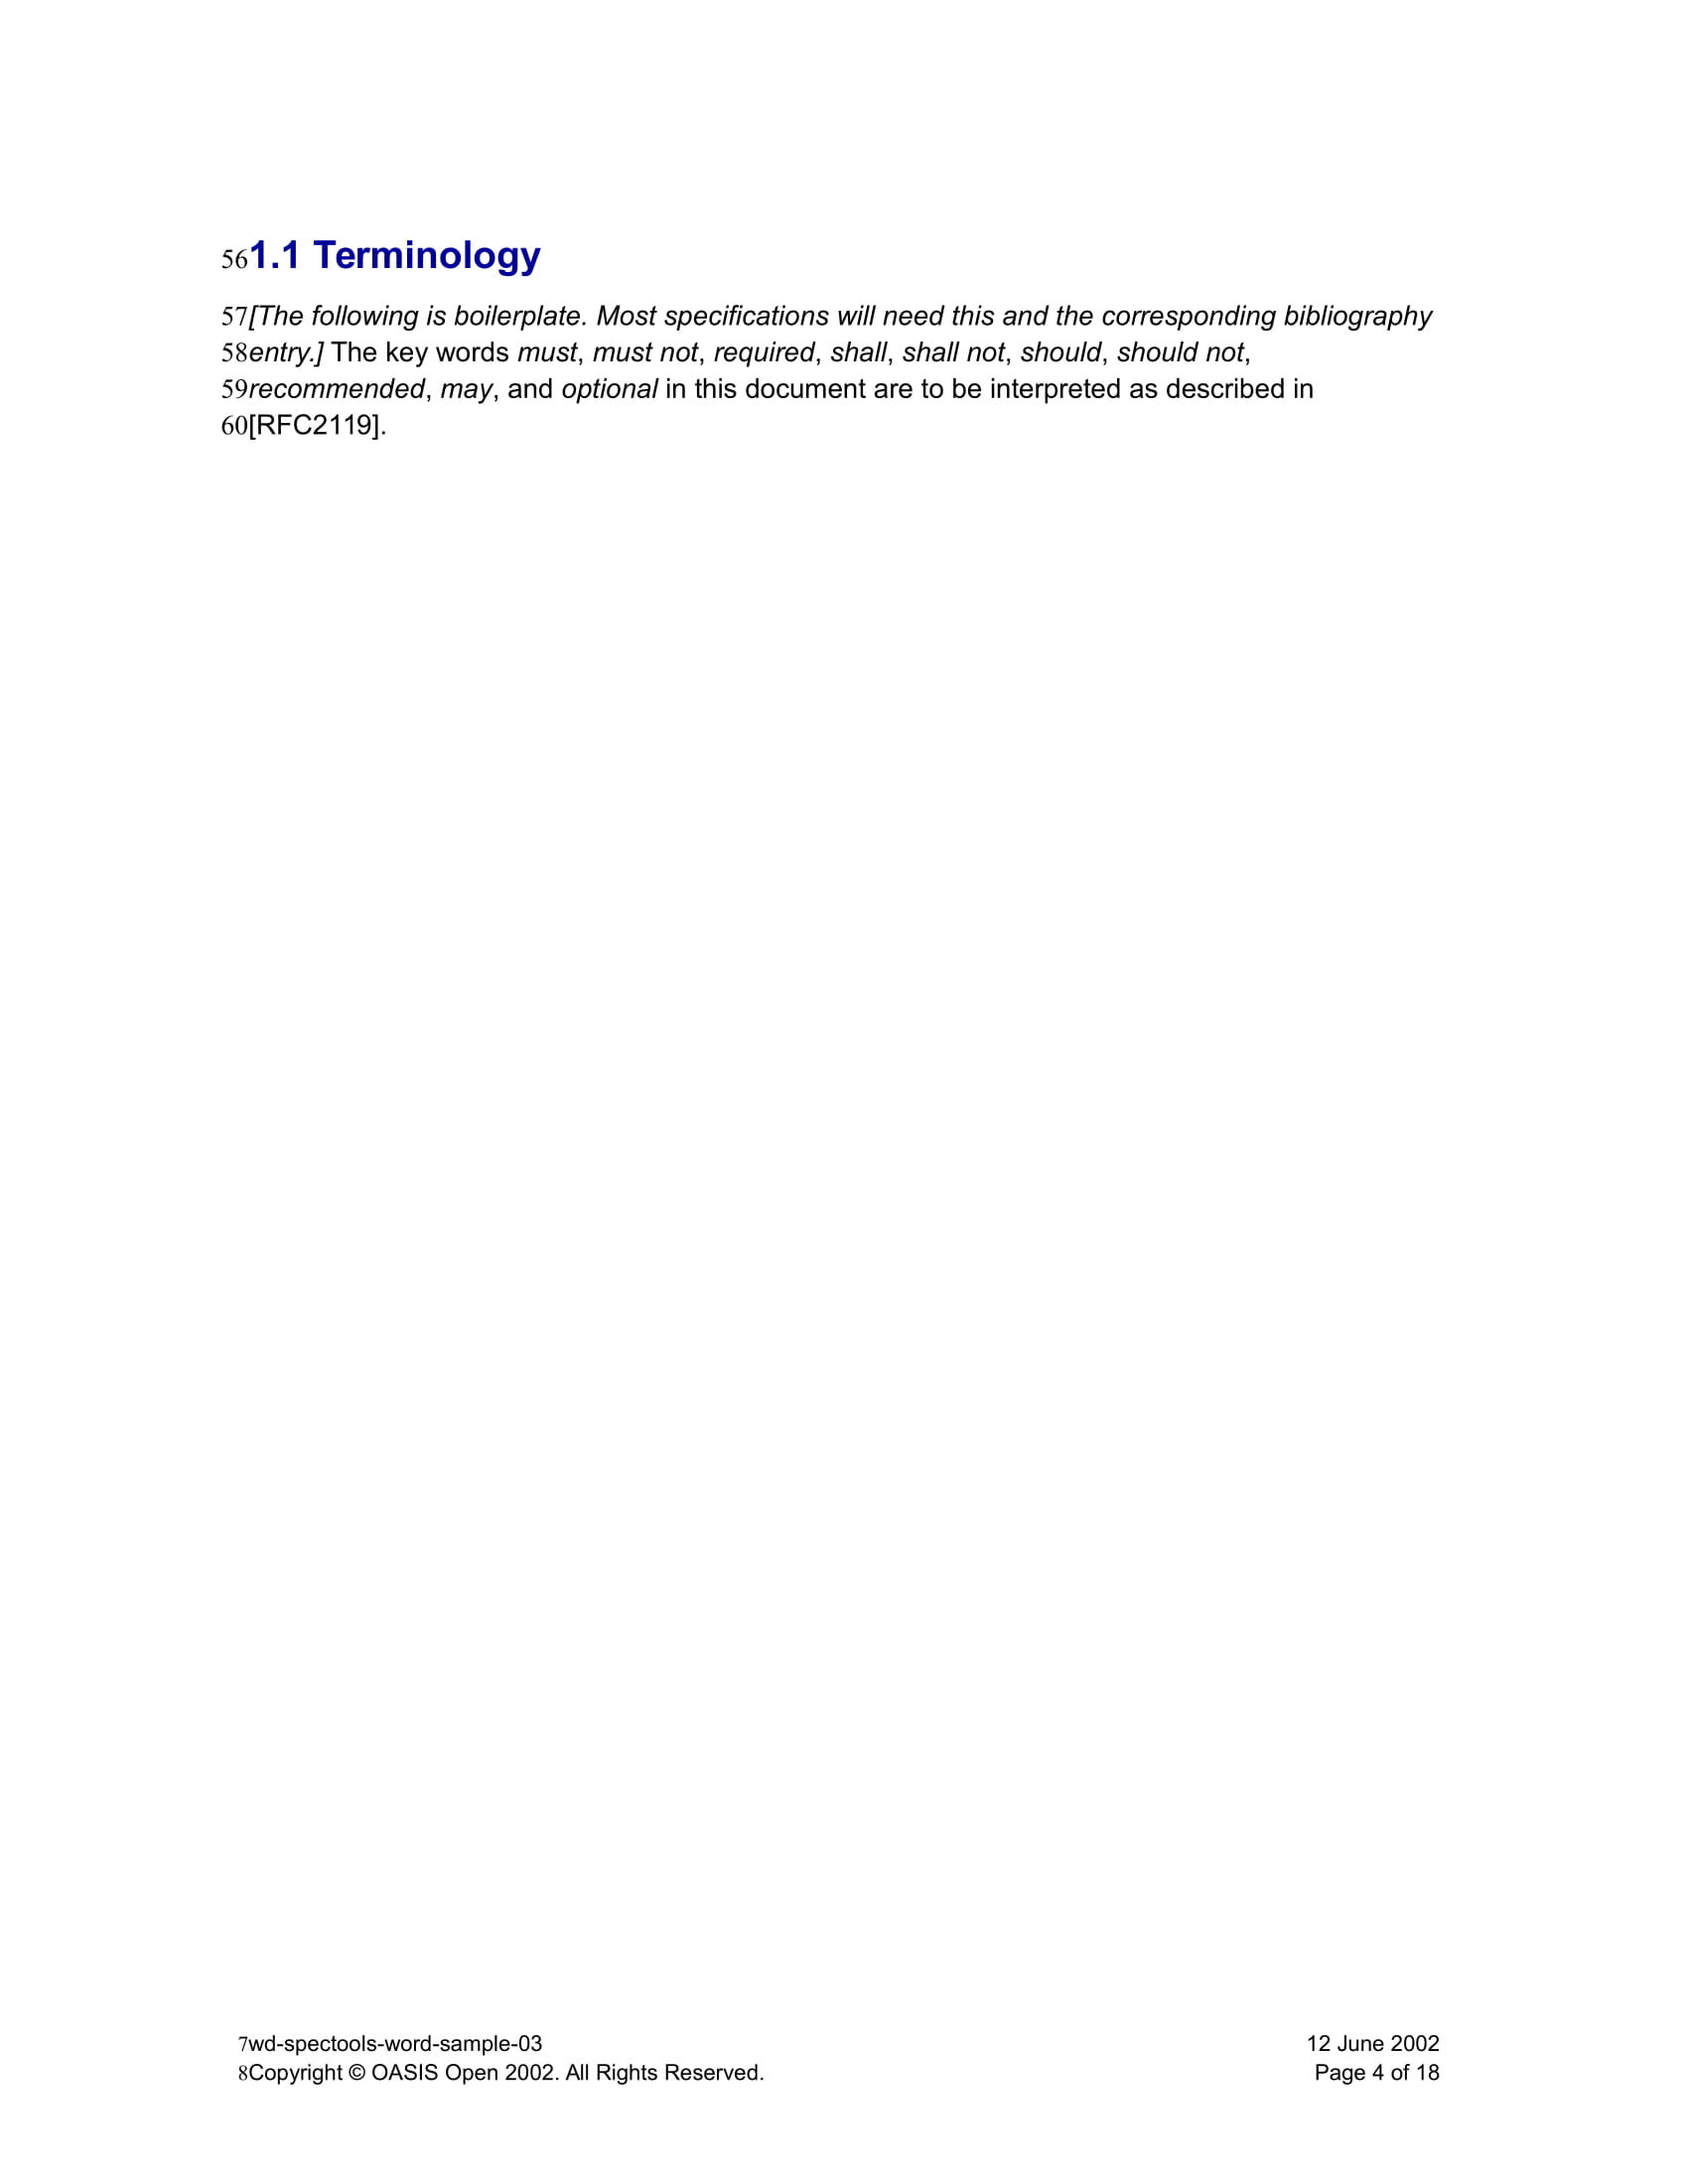 561.1 Terminology
57[The following is boilerplate. Most specifications will need this and the corresponding bibliography
58entry.] The key words must, must not, required, shall, shall not, should, should not,
59recommended, may, and optional in this document are to be interpreted as described in
60[RFC2119].
7wd-spectools-word-sample-03 12 June 2002
8Copyright © OASIS Open 2002. All Rights Reserved. Page 4 of 18